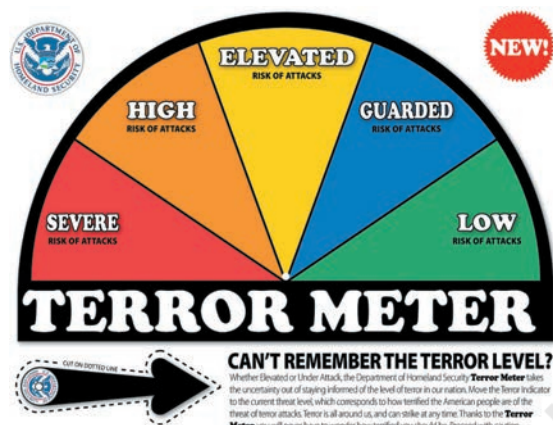 U.S. DEPARTMENT OF HOMELAND SECURITY
NEW!
ELEVATED
RISK OF ATTACKS
HIGH
RISK OF ATTACKS
GUARDED
RISK OF ATTACKS
SEVERE
RISK OF ATTACKS
LOW
RISK OF ATTACKS
TERROR METER
CUT ON DOTTED LINE
CAN'T REMEMBER THE TERROR LEVEL?
Whether Elevated or Under Attack, the Department of Homeland Security Terror Meter takes
the uncertainty out of staying informed of the level of terror in our nation. Move the Terror Indicator
to the current threat level, which corresponds to how terrified the American people are of the
threat of terror attacks. Terror is all around us, and can strike at any time. Thanks to the Terror